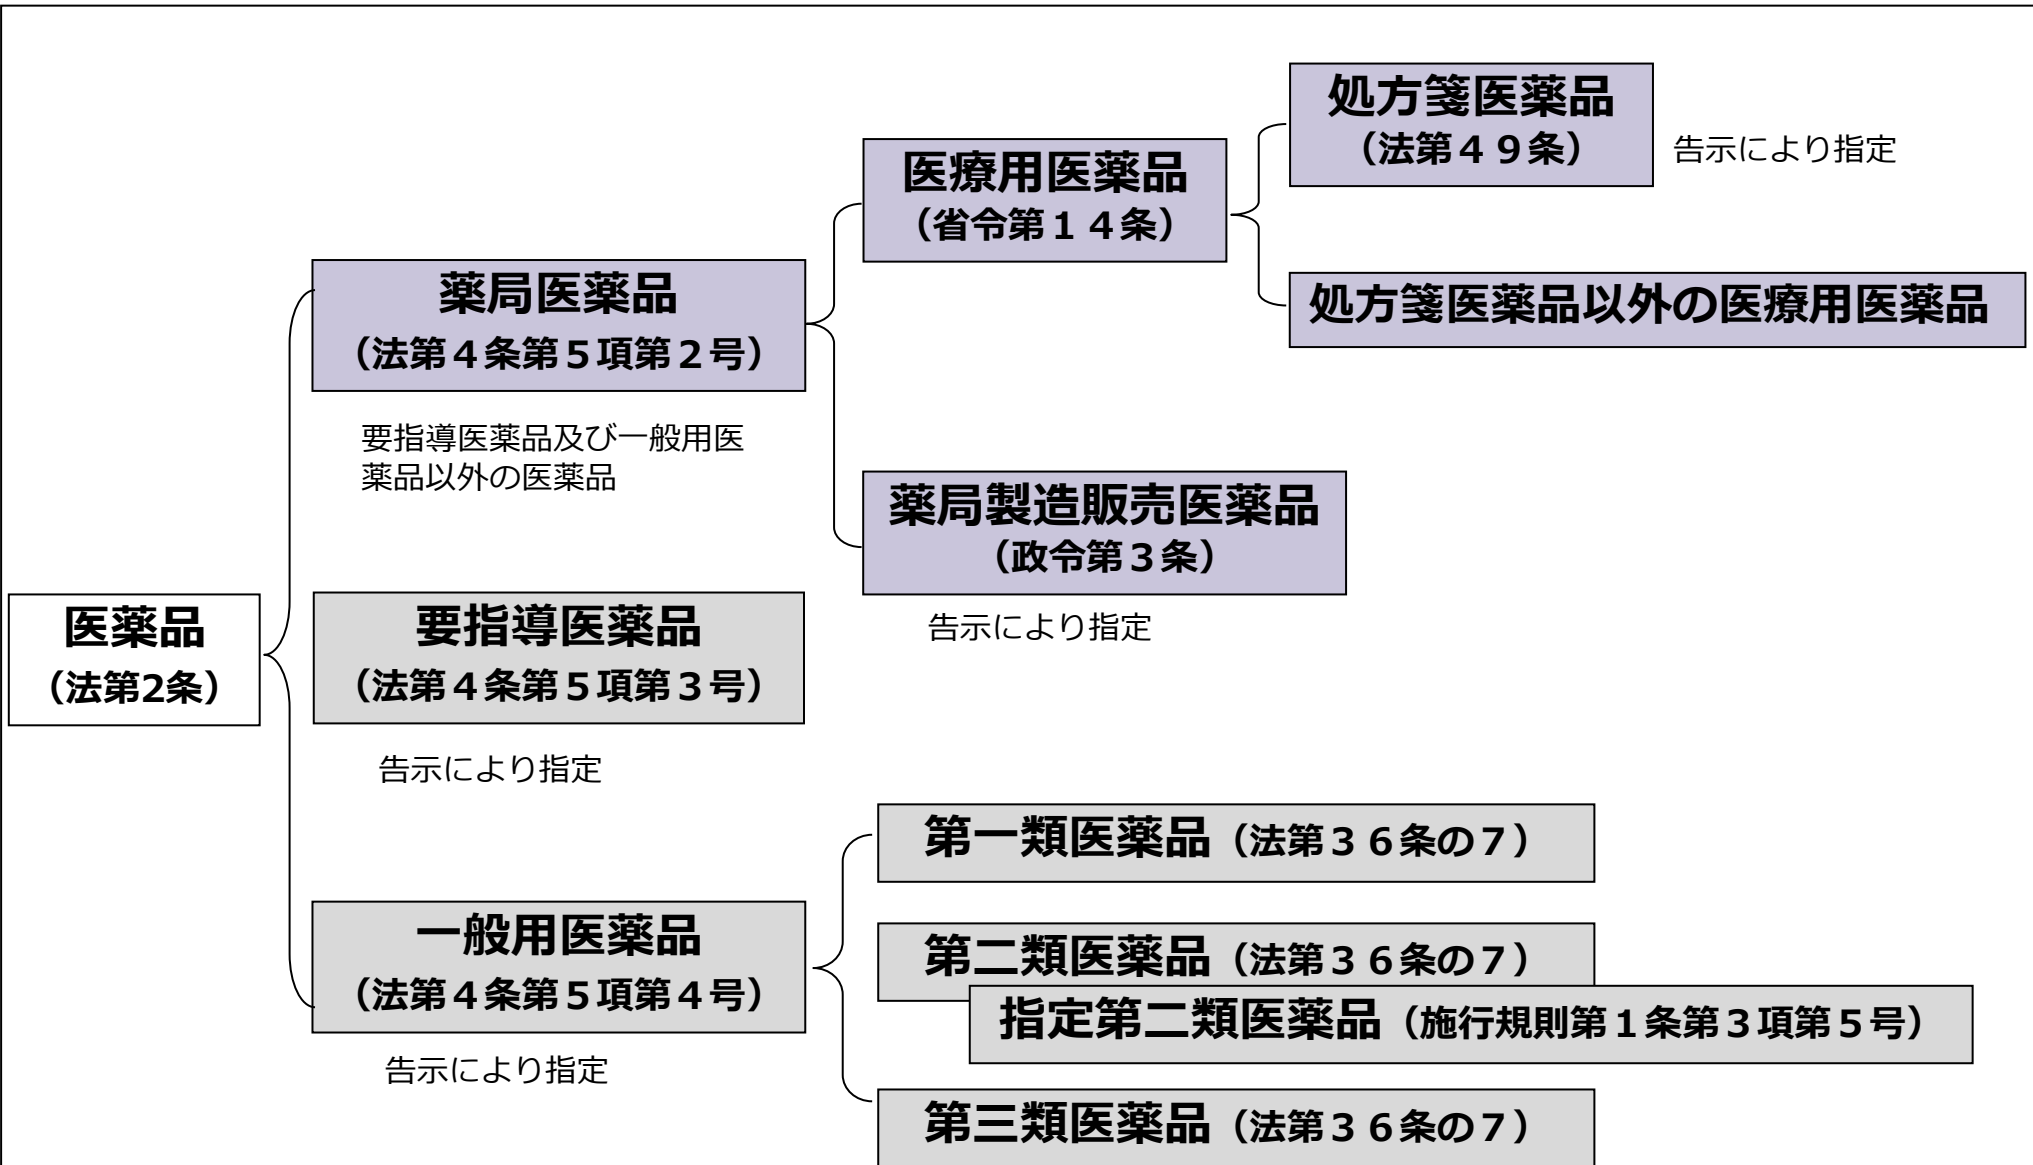 処方箋医薬品
（法第４９条）
告示により指定
医療用医薬品
（省令第１４条）
処方箋医薬品以外の医療用医薬品
薬局医薬品
（法第４条第５項第２号）
要指導医薬品及び一般用医
薬品以外の医薬品
薬局製造販売医薬品
（政令第３条）
告示により指定
医薬品
（法第2条）
要指導医薬品
（法第４条第５項第３号）
告示により指定
一般用医薬品
（法第４条第５項第４号）
告示により指定
第一類医薬品（法第３６条の７）
第二類医薬品（法第３６条の７）
指定第二類医薬品（施行規則第１条第３項第５号）
第三類医薬品（法第３６条の７）